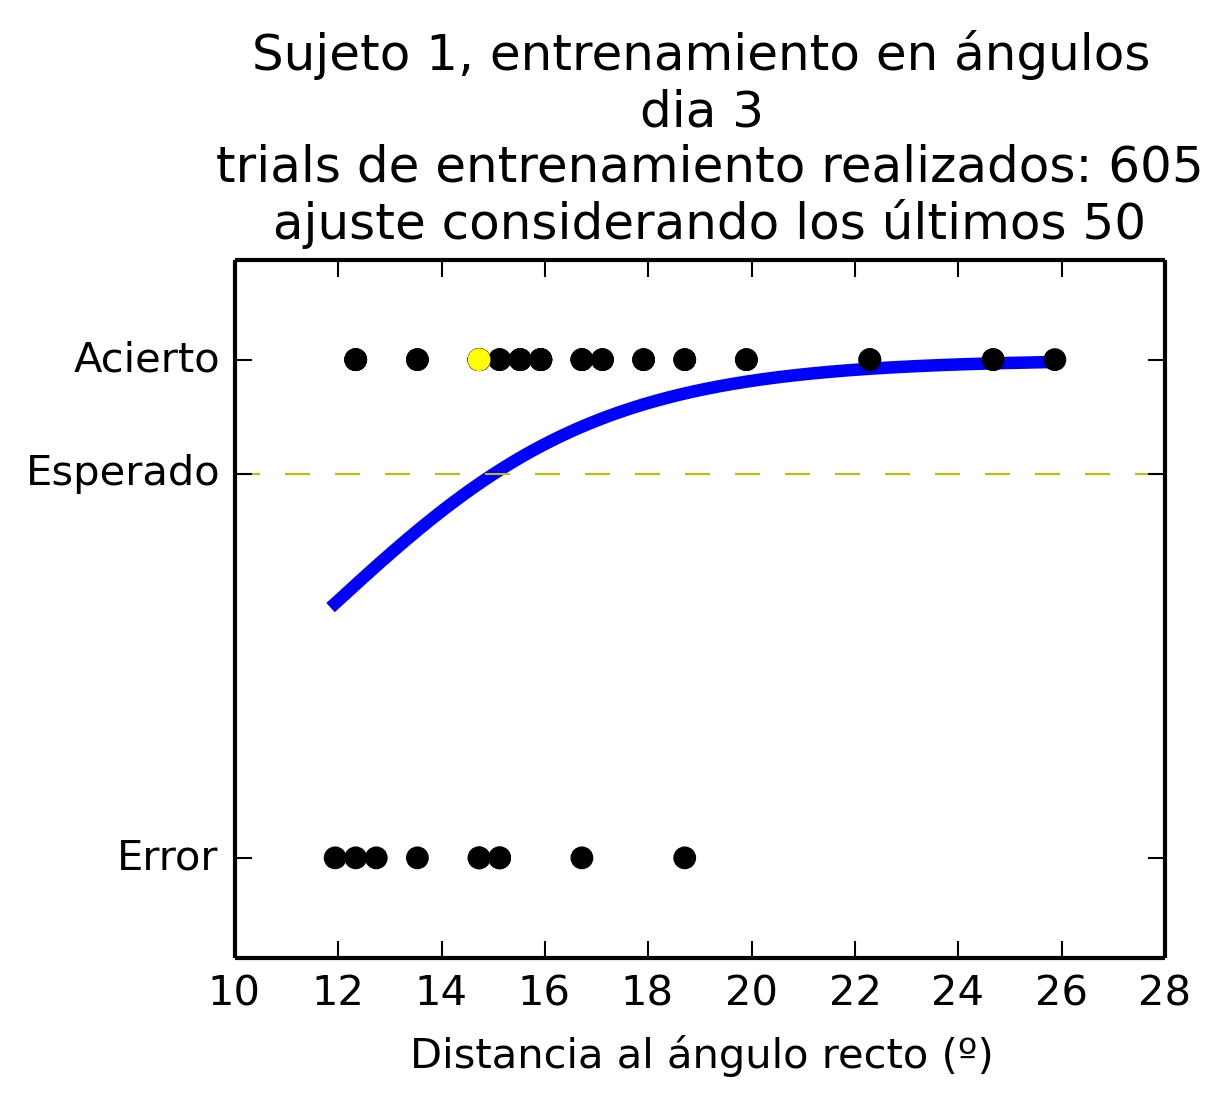 Sujeto 1, entrenamiento en ángulos
dia 3
trials de entrenamiento realizados: 605
ajuste considerando los últimos 50
Acierto
Esperado
Error
10 12 14 16 18 20 22 24 26 28
Distancia al ángulo recto (º)